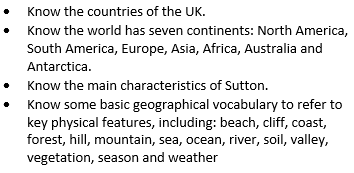 • Know the countries of the UK.
• Know the world has seven continents: North America,
South America, Europe, Asia, Africa, Australia and
Antarctica.
• Know the main characteristics of Sutton.
• Know some basic geographical vocabulary to refer to
key physical features, including: beach, cliff, coast,
forest, hill, mountain, sea, ocean, river, soil, valley,
vegetation, season and weather